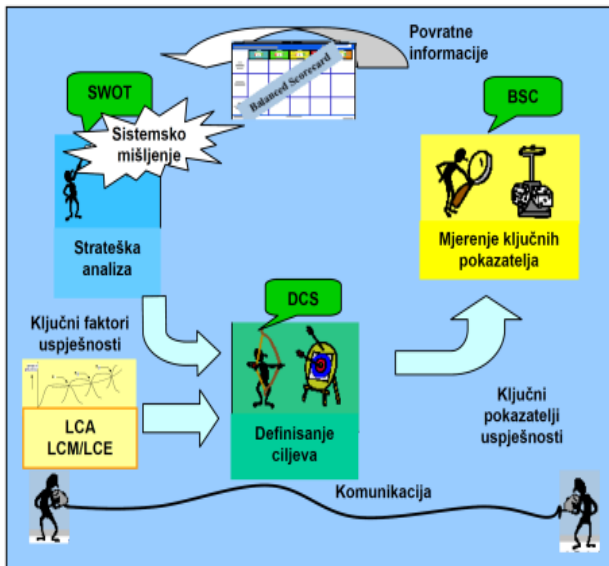 Povratne
informacije
Balanced Scorecard
SWOT
BSC
Sistemsko
mišljenje
Strateška
analiza
Mjerenje ključnih
pokazatelja
DCS
Ključni faktori
uspješnosti
LCA
LCM/LCE
Definisanje
ciljeva
Ključni
pokazatelji
uspješnosti
Komunikacija